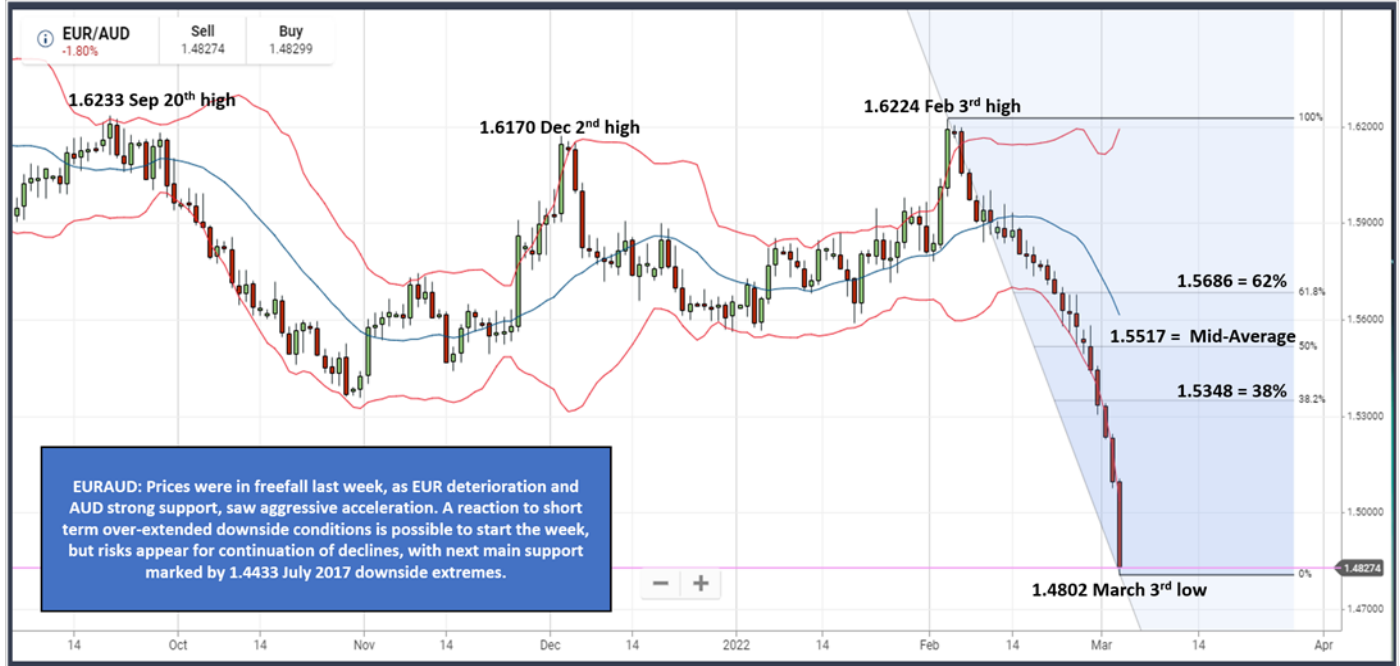 EUR/AUD
-1.80%
Sell
1.48274
Buy
1.48299
1.6233 Sep 20th high
1.6170 Dec 2nd high
1.6224 Feb 3rd high
100%
1.62000
1.59000
1.5686 = 62%
61.8%
1.56000
1.5517 = Mid-Average
50%
1.5348 = 38%
38.2%
1.53000
1.50000
EURAUD: Prices were in freefall last week, as EUR deterioration and
AUD strong support, saw aggressive acceleration. A reaction to short
term over-extended downside conditions is possible to start the week,
but risks appear for continuation of declines, with next main support
marked by 1.4433 July 2017 downside extremes.
1.48274
0%
1.4802 March 3rd low
1.47000
14 Oct 14 Nov 14 Dec 14 2022 14 Feb 14 Mar 14 Apr